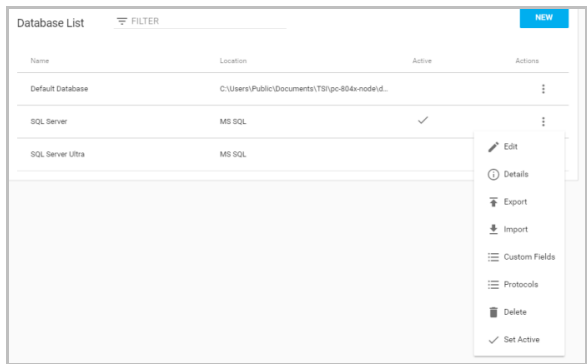 Database List
FILTER
NEW
Name Location Active Actions
Default Database C:\Users\Public\Documents\TSI\pc-804x-node\d...
SQL Server MS SQL
SQL Server Ultra MS SQL
Edit
Details
Export
Import
Custom Fields
Protocols
Delete
Set Active